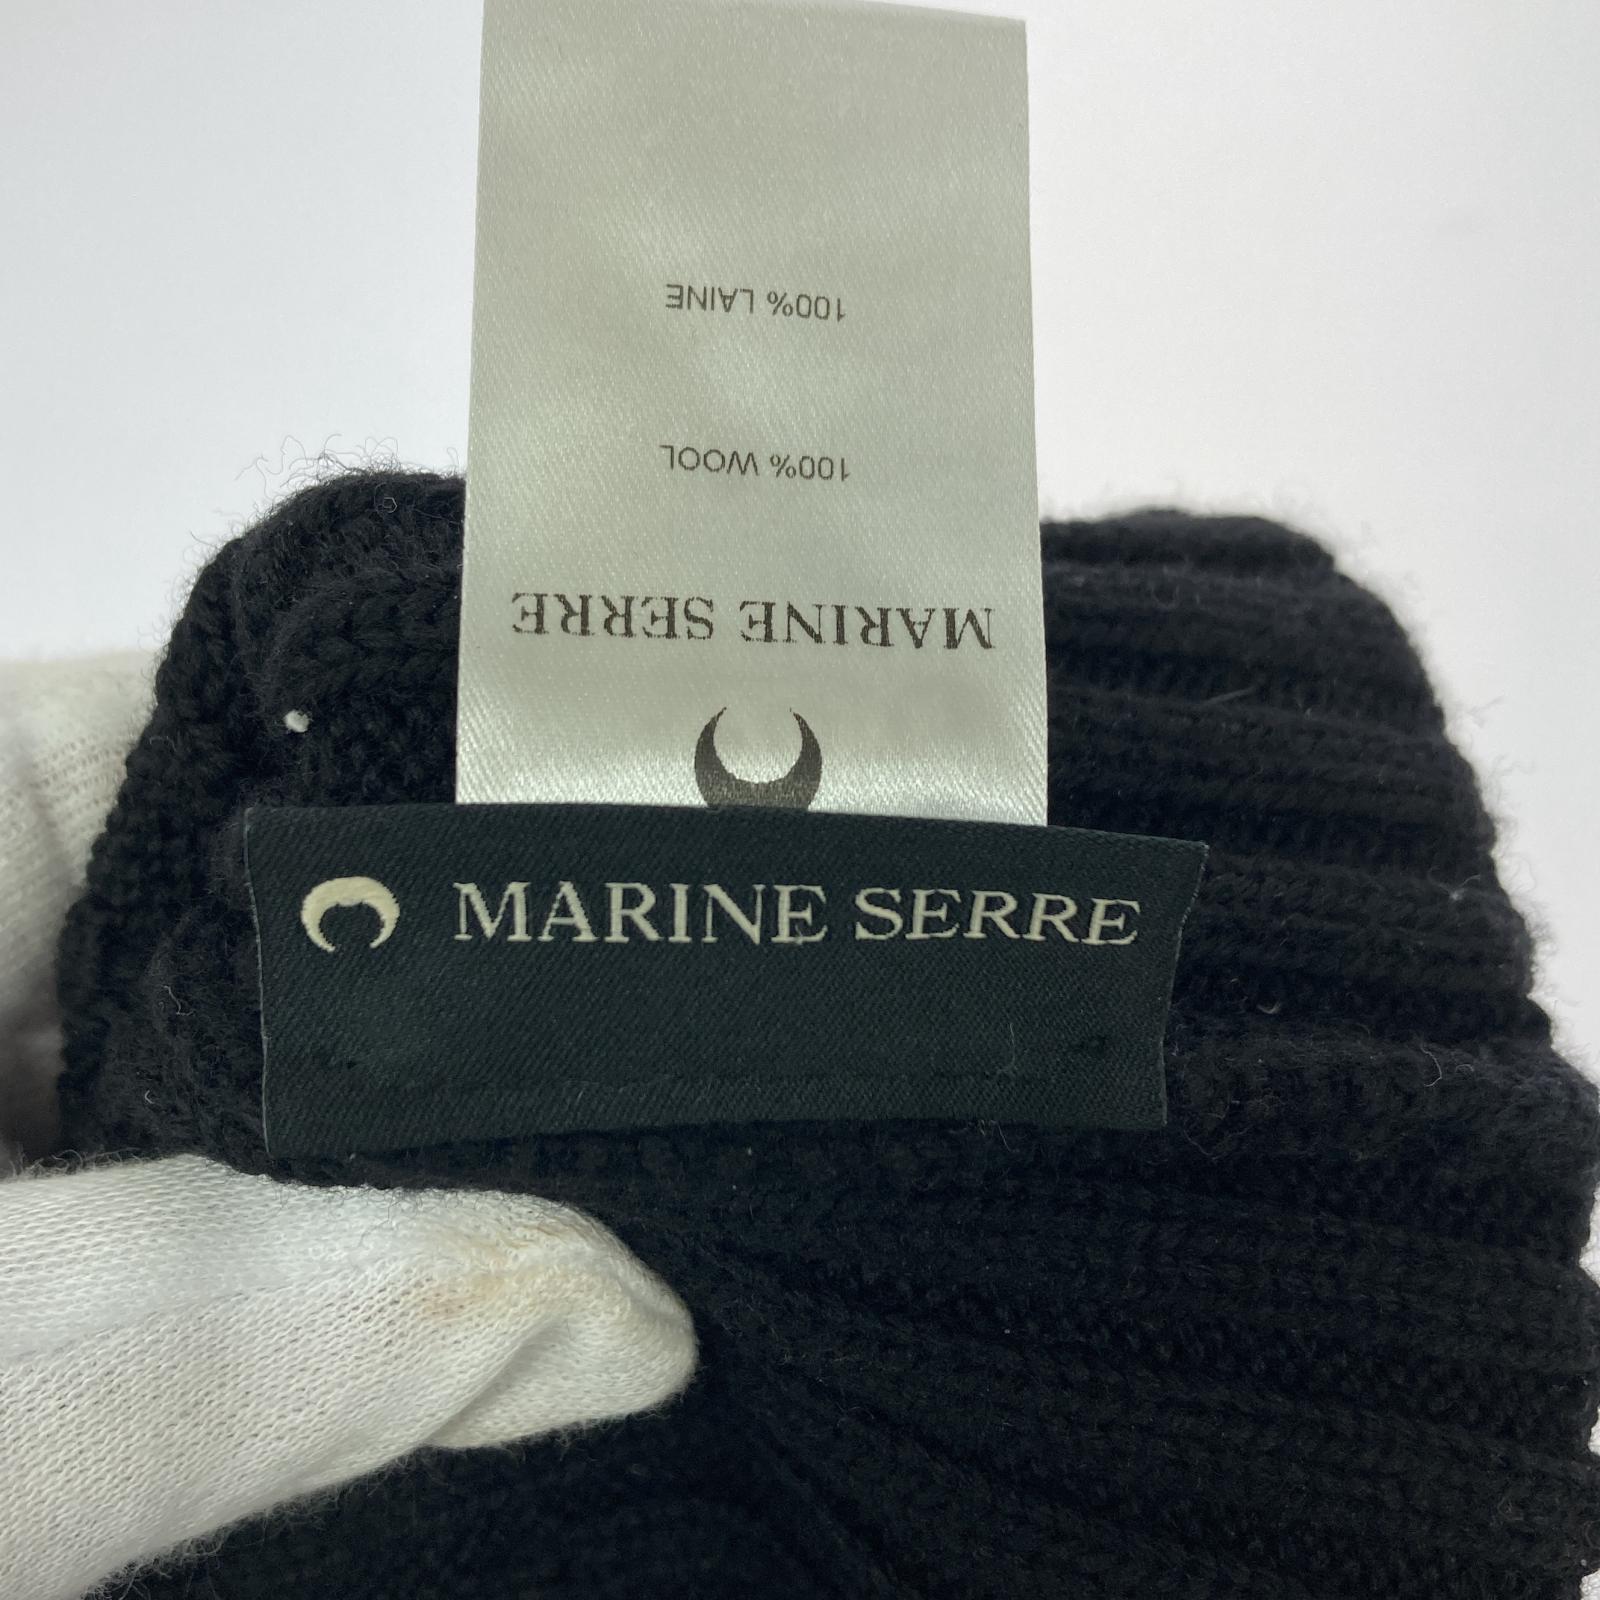 MARINE SERRE
100% WOOL
100% LAINE
MARINE SERRE